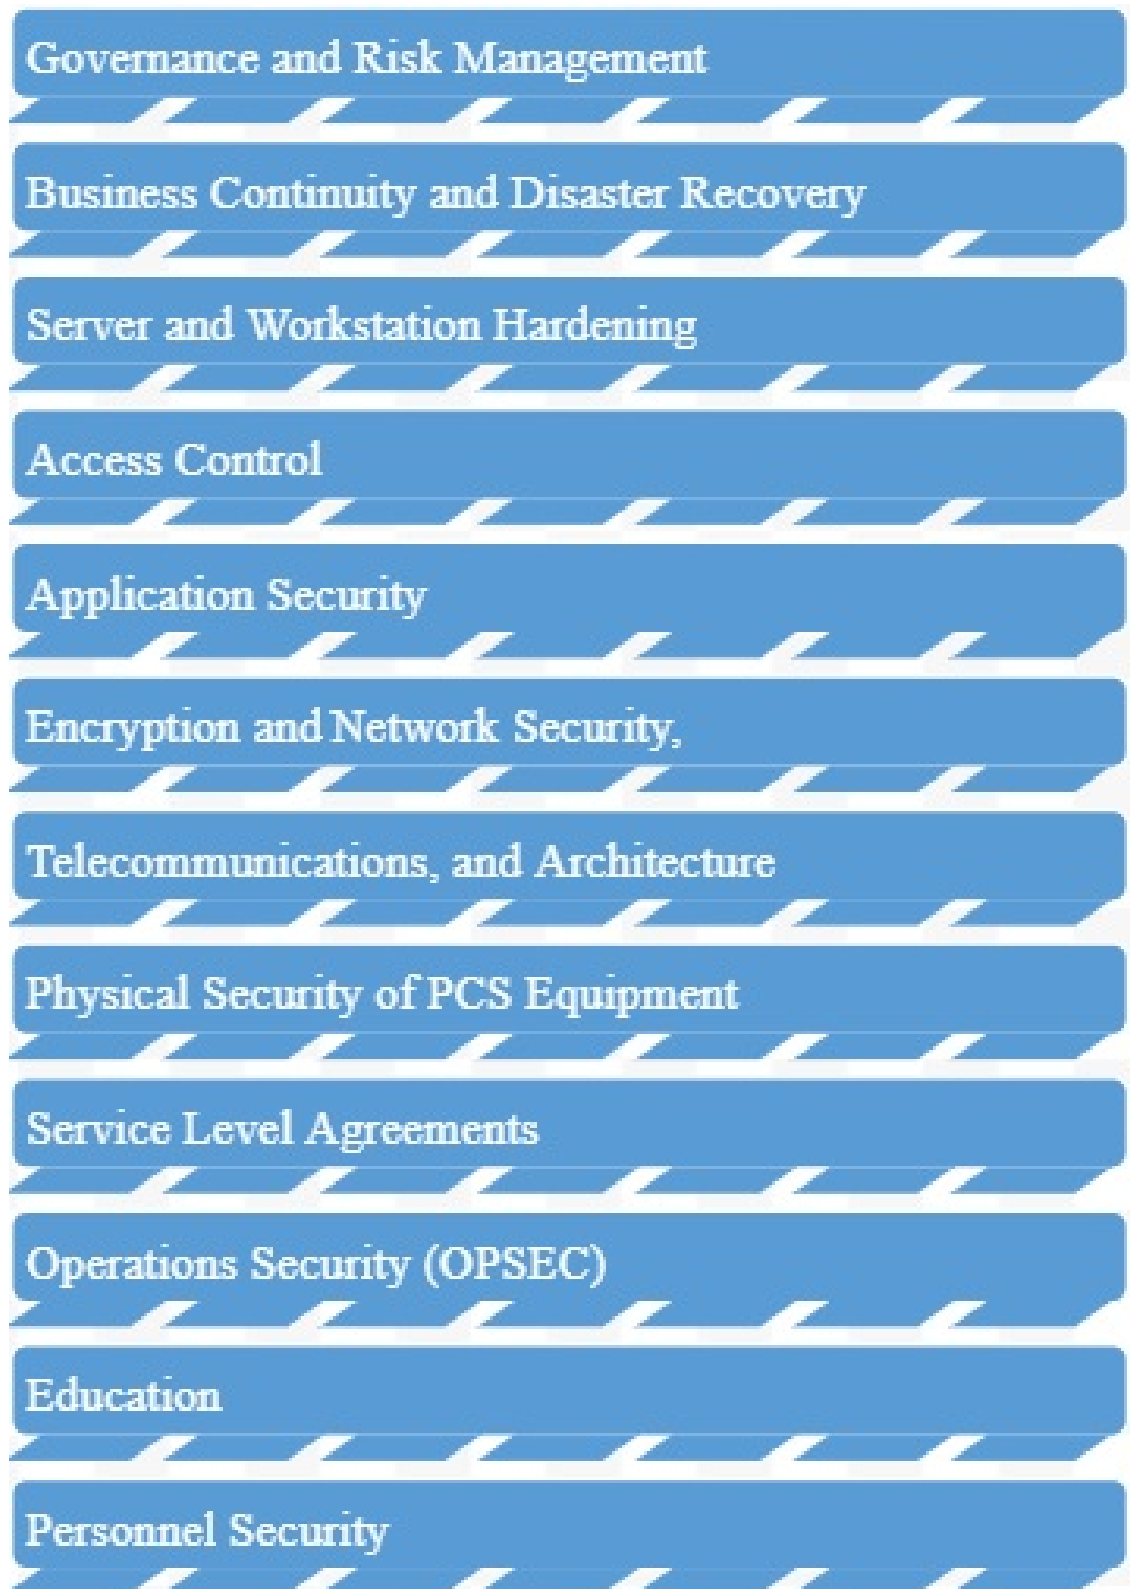 Governance and Risk Management
Business Continuity and Disaster Recovery
Server and Workstation Hardening
Access Control
Application Security
Encryption and Network Security,
Telecommunications, and Architecture
Physical Security of PCS Equipment
Service Level Agreements
Operations Security (OPSEC)
Education
Personnel Security